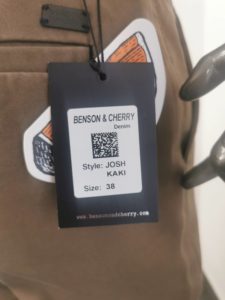 BENSON & CHERRY
Denim
Style: JOSH
KAKI
Size: 38
www.bensonandcherry.com